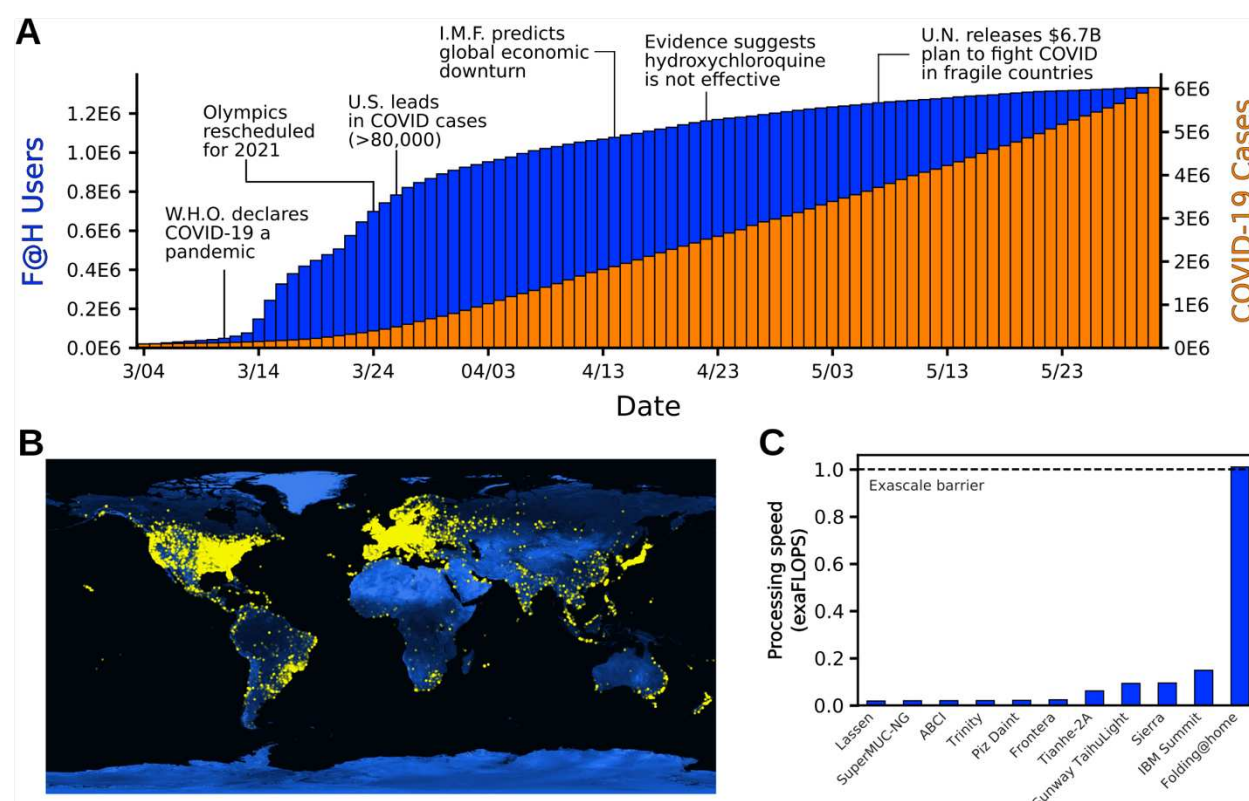 A
I.M.F. predicts
global economic
downturn
Evidence suggests
hydroxychloroquine
is not effective
U.N. releases $6.7B
plan to fight COVID
in fragile countries
Olympics
rescheduled
for 2021
U.S. leads
in COVID cases
(>80,000)
W.H.O. declares
COVID-19 a
pandemic
F@H Users
1.2E6
1.0E6
0.8E6
0.6E6
0.4E6
0.2E6
0.0E6
COVID-19 Cases
6E6
5E6
4E6
3E6
2E6
1E6
0E6
3/04 3/14 3/24 04/03 4/13 4/23 5/03 5/13 5/23
Date
B
C
Processing speed
(exaFLOPS)
1.0
0.8
0.6
0.4
0.2
0.0
Exascale barrier
Lassen
SuperMUC-NG
ABCI
Trinity
Piz Daint
Frontera
Tianhe-2A
unway TaihuLight
Sierra
IBM Summit
Folding@home